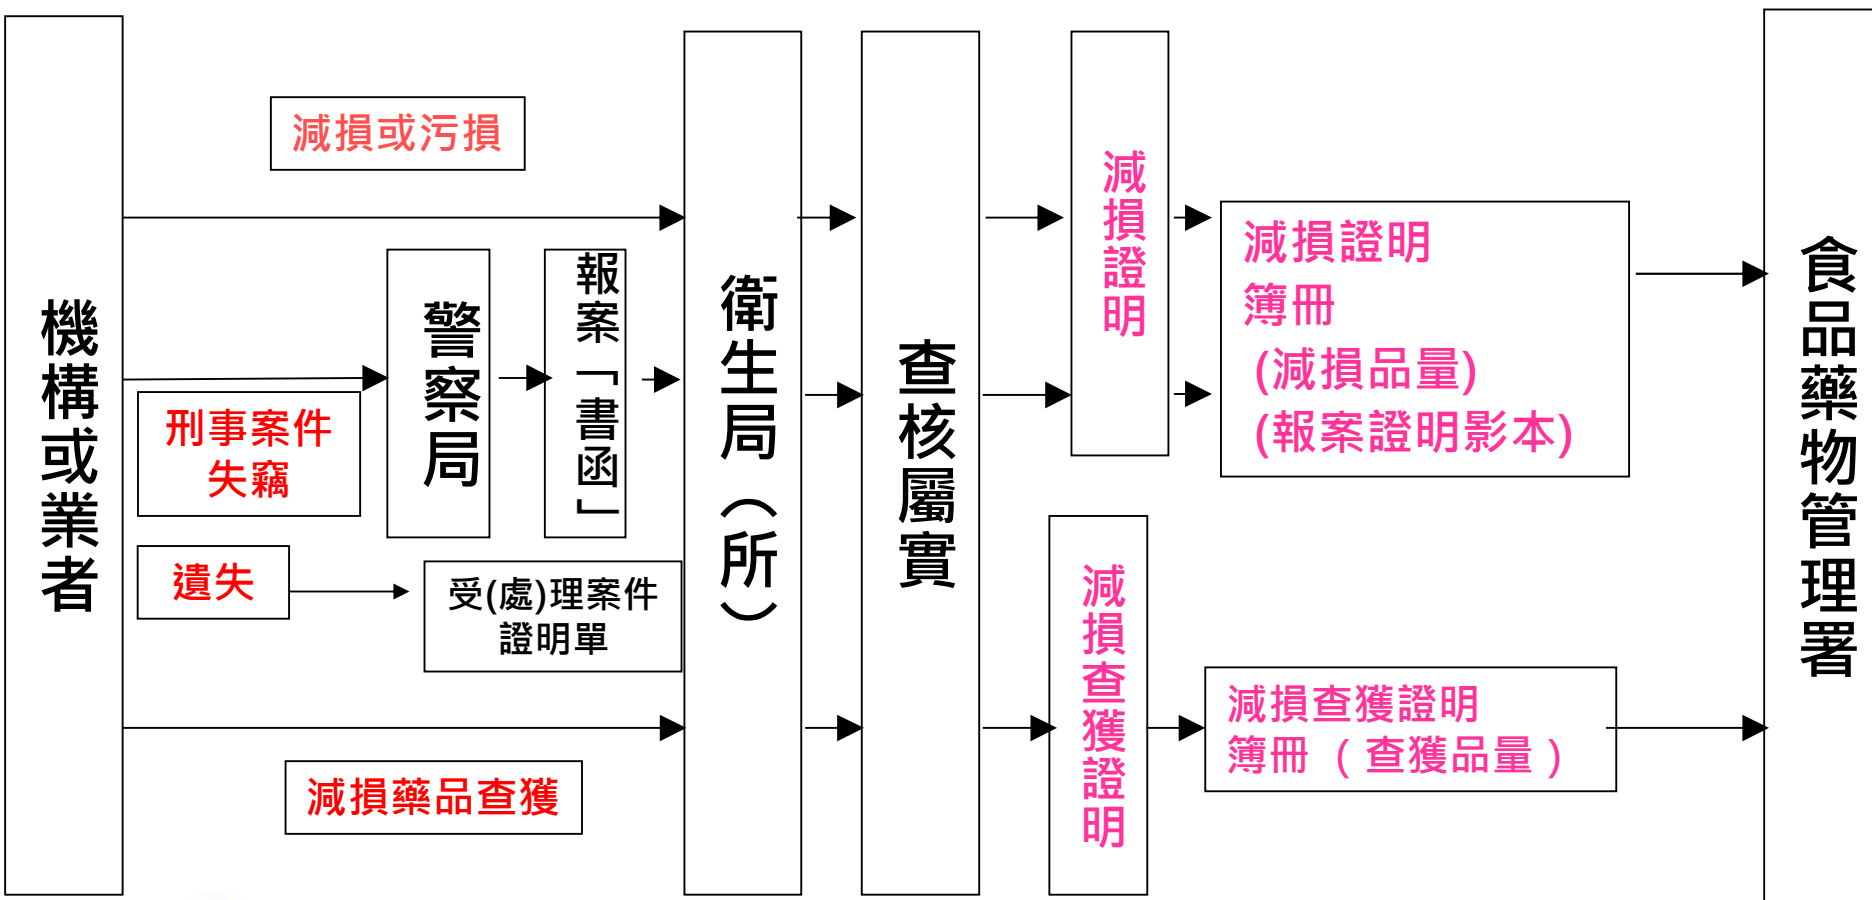 機構或業者
減損或污損
刑事案件
失竊
遺失
減損藥品查獲
警察局
報案「書函」
受(處)理案件
證明單
衛生局（所）
查核屬實
減損證明
減損查獲證明
減損證明
簿冊
(減損品量)
(報案證明影本)
減損查獲證明
簿冊（查獲品量）
食品藥物管理署